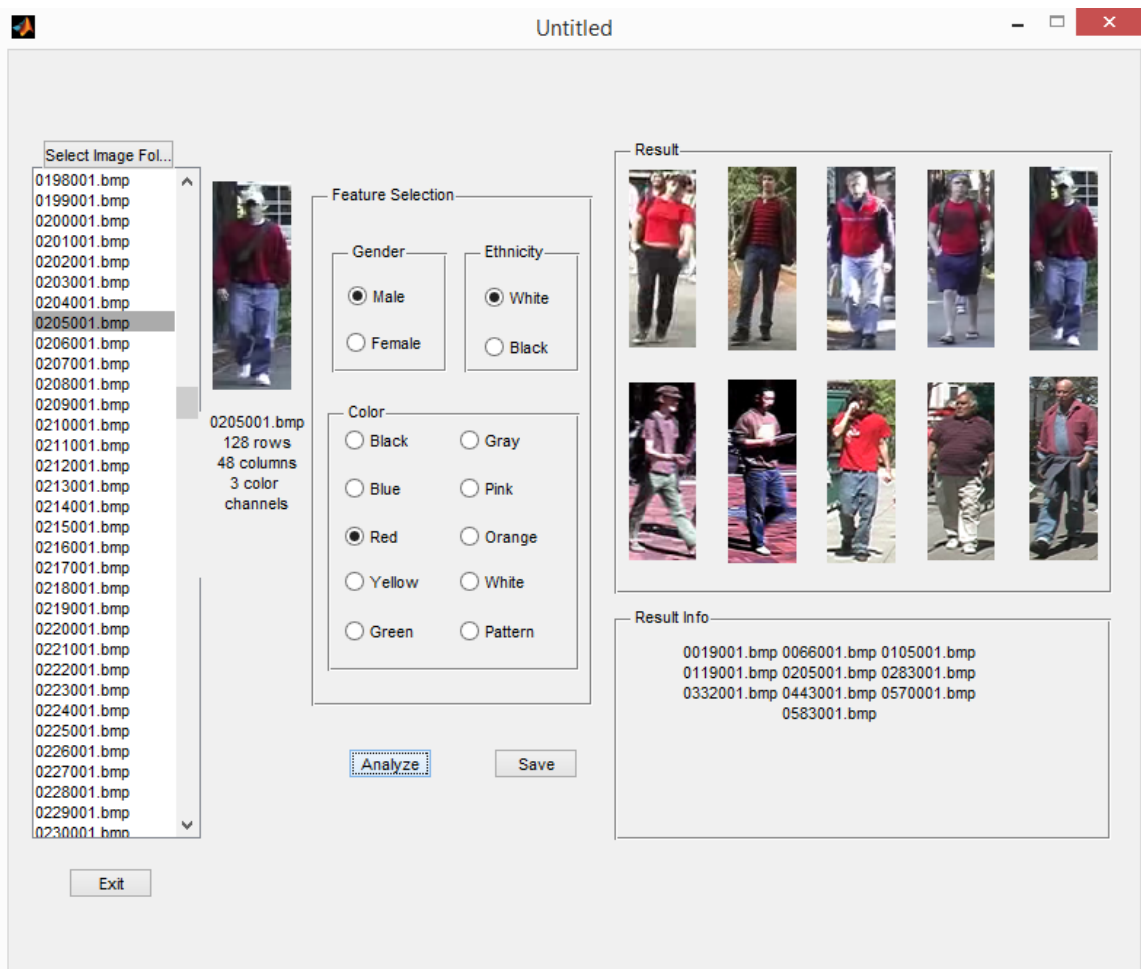 Untitled
Select Image Fol...
0198001.bmp
0199001.bmp
0200001.bmp
0201001.bmp
0202001.bmp
0203001.bmp
0204001.bmp
0205001.bmp
0206001.bmp
0207001.bmp
0208001.bmp
0209001.bmp
0210001.bmp
0211001.bmp
0212001.bmp
0213001.bmp
0214001.bmp
0215001.bmp
0216001.bmp
0217001.bmp
0218001.bmp
0219001.bmp
0220001.bmp
0221001.bmp
0222001.bmp
0223001.bmp
0224001.bmp
0225001.bmp
0226001.bmp
0227001.bmp
0228001.bmp
0229001.bmp
0230001.bmp
Exit
0205001.bmp
128 rows
48 columns
3 color
channels
Feature Selection
Gender
Male
Female
Ethnicity
White
Black
Color
Black
Gray
Blue
Pink
Red
Orange
Yellow
White
Green
Pattern
Analyze
Save
Result
Result Info
0019001.bmp 0066001.bmp 0105001.bmp
0119001.bmp 0205001.bmp 0283001.bmp
0332001.bmp 0443001.bmp 0570001.bmp
0583001.bmp